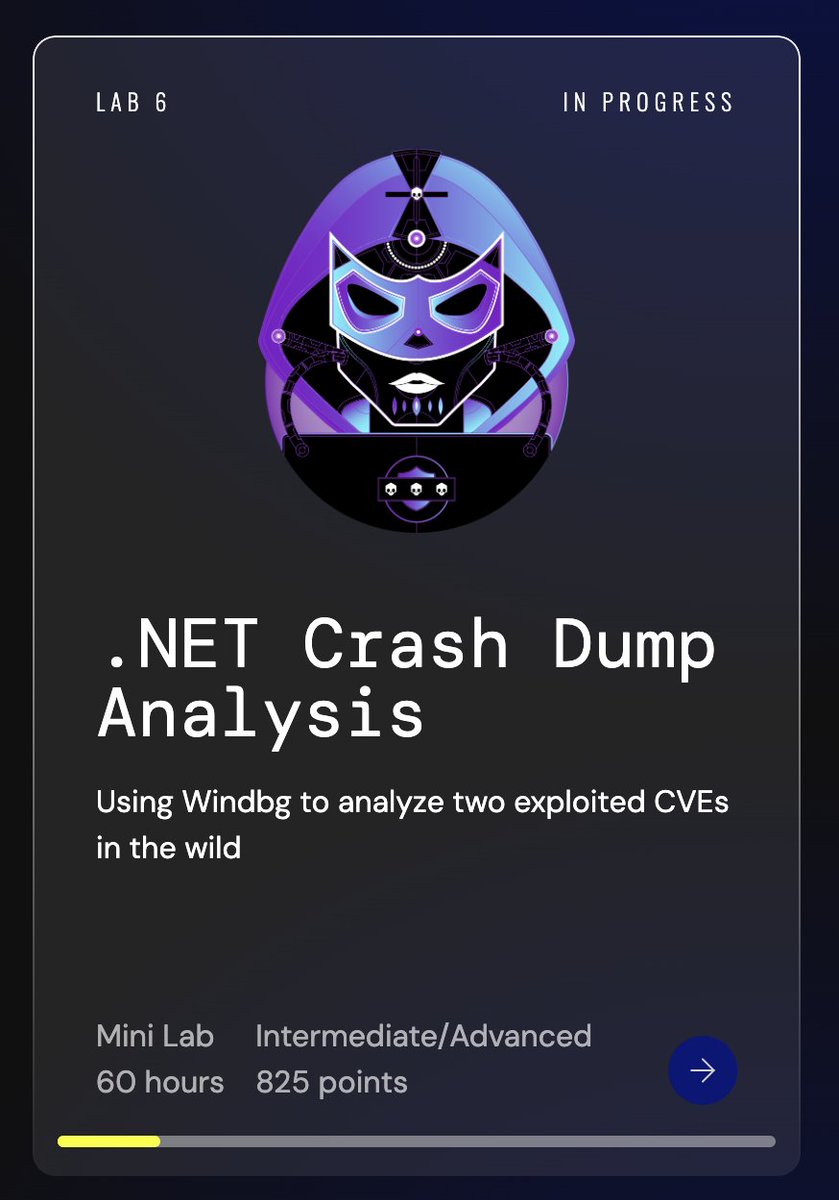 LAB 6
IN PROGRESS
.NET Crash Dump
Analysis
Using Windbg to analyze two exploited CVEs
in the wild
Mini Lab
Intermediate/Advanced
60 hours
825 points